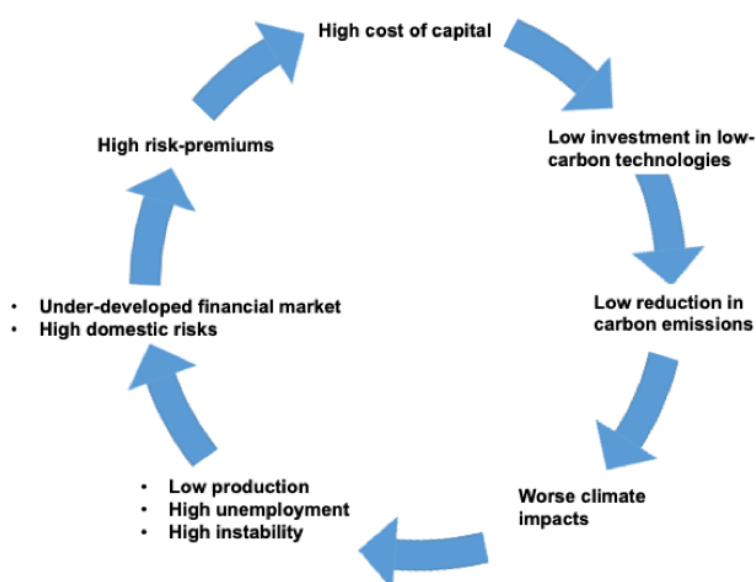 High cost of capital
Low investment in low-
carbon technologies
Low reduction in
carbon emissions
Worse climate
impacts
• Low production
• High unemployment
• High instability
• Under-developed financial market
• High domestic risks
High risk-premiums